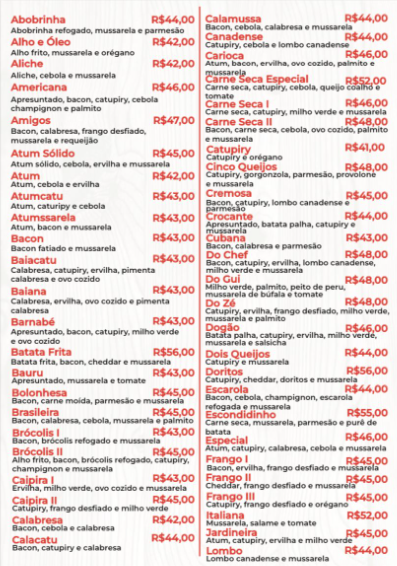 Abobrinha R$44,00
Abobrinha refogado, mussarela e parmesão
Alho e Óleo R$42,00
Alho frito, mussarela e orégano
Aliche R$42,00
Aliche, cebola e mussarela
Americana R$46,00
Apresuntado, bacon, catupiry, cebola
champignon e palmito
Amigos R$47,00
Bacon, calabresa, frango desfiado,
mussarela e requeijão
Atum Sólido R$45,00
Atum sólido, cebola, ervilha e mussarela
Atum R$42,00
Atum, cebola e ervilha
Atumcatu R$43,00
Atum, caturipy e cebola
Atumssarela R$43,00
Atum, bacon e mussarela
Bacon R$43,00
Bacon fatiado e mussarela
Baiacatu R$43,00
Calabresa, catupiry, ervilha, pimenta
calabresa e ovo cozido
Baiana R$43,00
Calabresa, ervilha, ovo cozido e pimenta
calabresa
Barnabé R$43,00
Apresuntado, bacon, catupiry, milho verde
e ovo cozido
Batata Frita R$56,00
Batata frita, bacon, cheddar e mussarela
Bauru R$43,00
Apresuntado, mussarela e tomate
Bolonhesa R$45,00
Bacon, carne moída, parmesão e mussarela
Brasileira R$45,00
Bacon, calabresa, cebola, mussarela e palmito
Brócolis I R$43,00
Bacon, brócolis refogado e mussarela
Brócolis II R$45,00
Alho frito, bacon, brócolis refogado, catupiry,
champignon e mussarela
Caipira I R$43,00
Ervilha, milho verde, ovo cozido e mussarela
Caipira II R$45,00
Catupiry, frango desfiado e milho verde
Calabresa R$42,00
Bacon, cebola e calabresa
Calacatu R$44,00
Bacon, catupiry e calabresa
Calamussa R$44,00
Bacon, cebola, calabresa e mussarela
Canadense R$44,00
Catupiry, cebola e lombo canadense
Carioca R$46,00
Atum, bacon, ervilha, ovo cozido, palmito e
mussarela
Carne Seca Especial R$52,00
Carne seca, catupiry, cebola, queijo coalho e
tomate
Carne Seca I R$46,00
Carne seca, catupiry, milho verde e mussarela
Carne Seca II R$48,00
Bacon, carne seca, cebola, ovo cozido, palmito
e mussarela
Catupiry R$41,00
Catupiry e orégano
Cinco Queijos R$48,00
Catupiry, gorgonzola, parmesão, provolone
e mussarela
Cremosa R$45,00
Bacon, catupiry, lombo canadense e
parmesão
Crocante R$44,00
Apresuntado, batata palha, catupiry e
mussarela
Cubana R$43,00
Bacon, calabresa e parmesão
Do Chef R$48,00
Bacon, catupiry, ervilha, lombo canadense,
milho verde e mussarela
Do Gui R$48,00
Milho verde, palmito, peito de peru,
mussarela de búfala e tomate
Do Zé R$48,00
Catupiry, ervilha, frango desfiado, milho verde,
mussarela e palmito
Dogão R$46,00
Batata palha, catupiry, ervilha, milho verde,
mussarela e salsicha
Dois Queijos R$44,00
Catupiry e mussarela
Doritos R$56,00
Catupiry, cheddar, doritos e mussarela
Escarola R$44,00
Bacon, cebola, champignon, escarola
refogada e mussarela
Escondidinho R$55,00
Carne seca, mussarela, parmesão e purê de
batata
Especial R$46,00
Atum, catupiry, calabresa, cebola e mussarela
Frango I R$45,00
Bacon, ervilha, frango desfiado e mussarela
Frango II R$45,00
Cheddar, frango desfiado e mussarela
Frango III R$45,00
Catupiry, frango desfiado e orégano
Italiana R$52,00
Mussarela, salame e tomate
Jardineira R$45,00
Atum, catupiry, ervilha e milho verde
Lombo R$44,00
Lombo canadense e mussarela